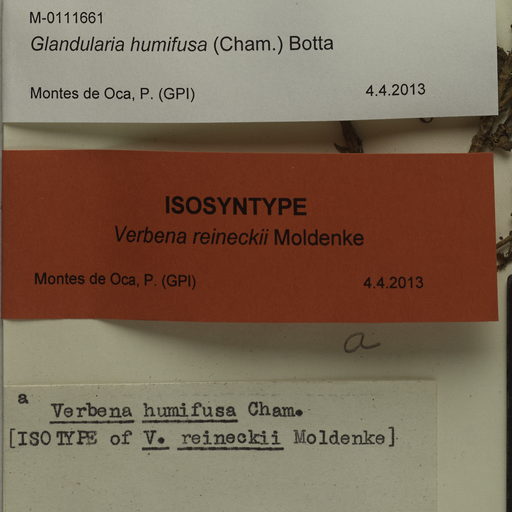 M-0111661
Glandularia humifusa (Cham.) Botta
Montes de Oca, P. (GPI) 4.4.2013
ISOSYNTYPE
Verbena reineckii Moldenke
Montes de Oca, P. (GPI) 4.4.2013
a
a Verbena humifusa Cham.
[ISOTYPE of V. reineckii Moldenke]